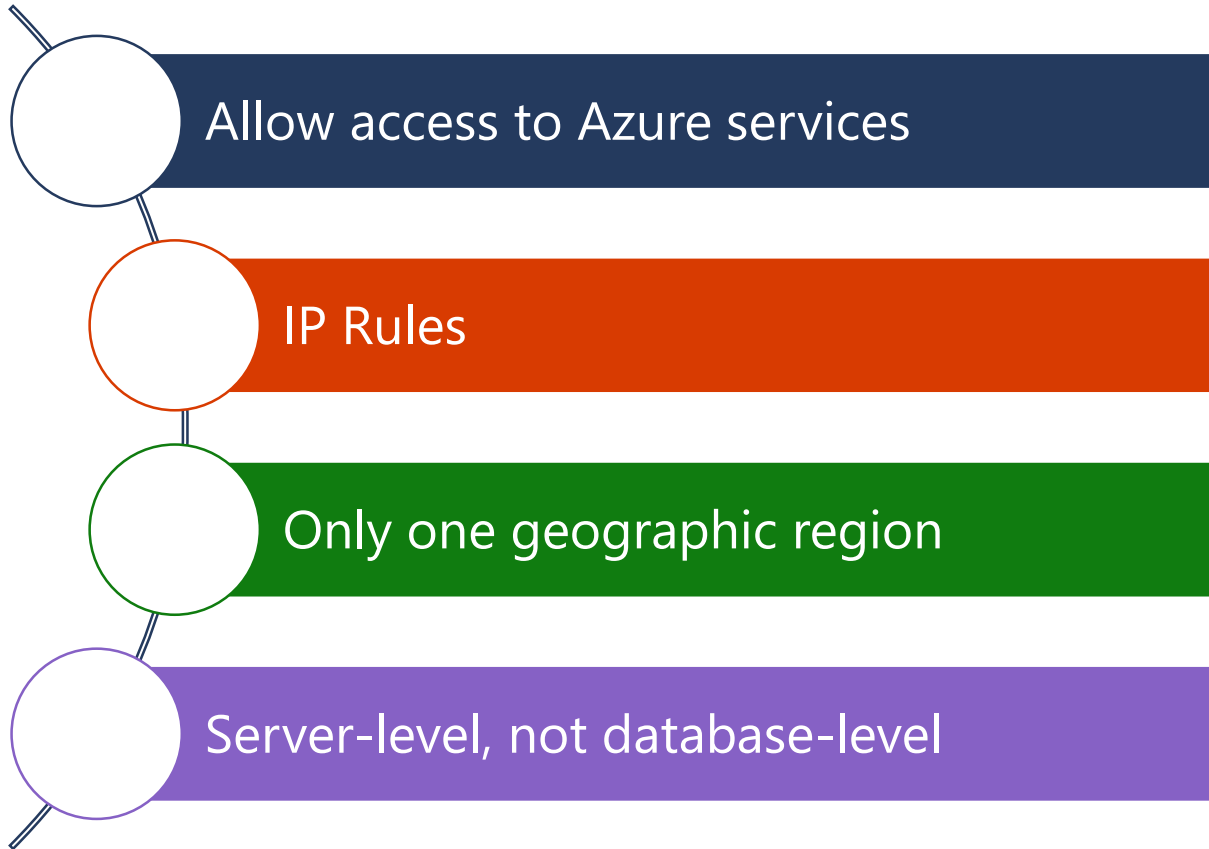 Allow access to Azure services
IP Rules
Only one geographic region
Server-level, not database-level